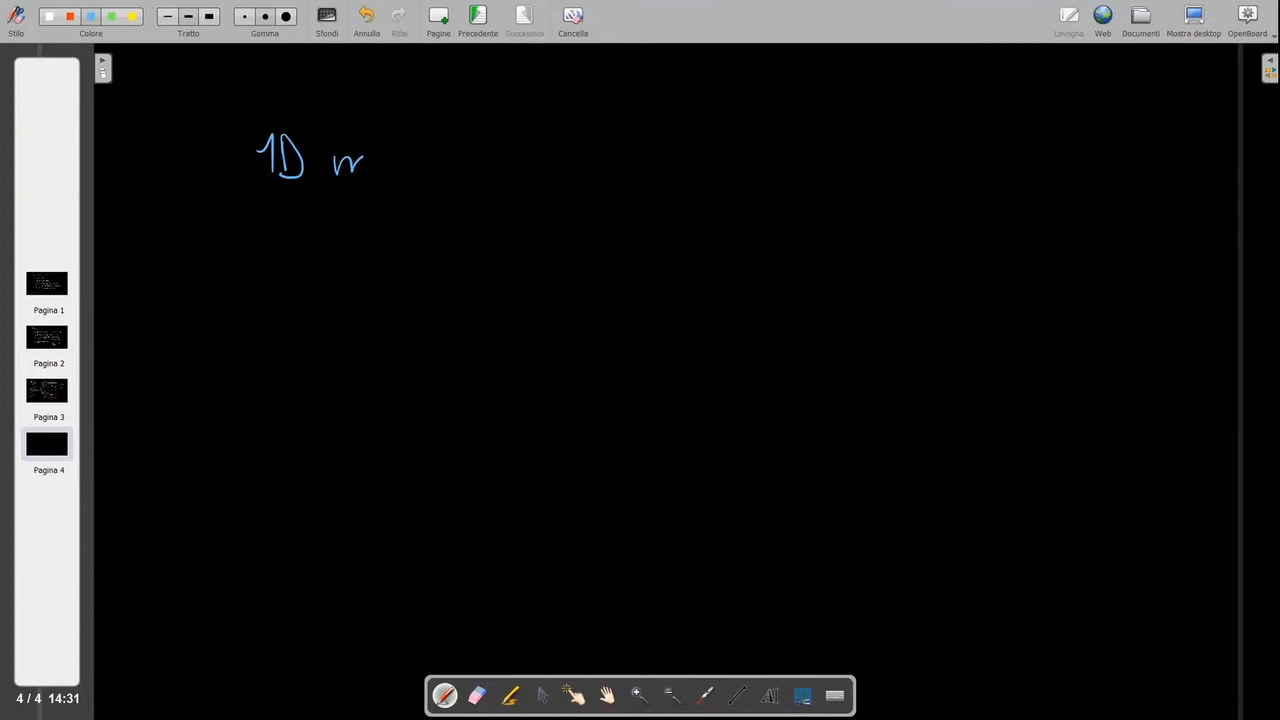 Stilo
Colore
Tratto
Gomma
Sfondi
Annulla
Rifai
Pagine
Precedente
Successivo
Cancella
Lavagna
Web
Documenti
Mostra desktop
OpenBoard
1D
Pagina 1
Pagina 2
Pagina 3
Pagina 4
4 / 4 14:31
AI